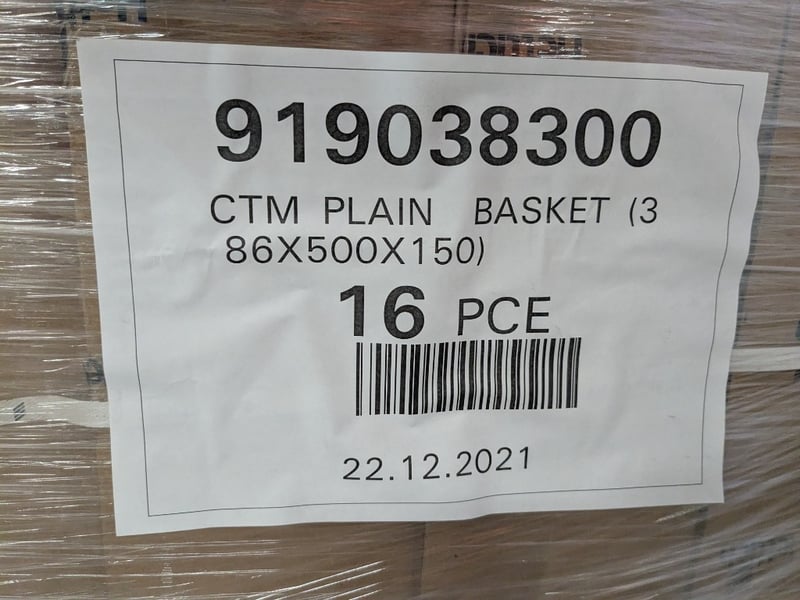 919038300
CTM PLAIN BASKET (3
86X500X150)
16 PCE
22.12.2021